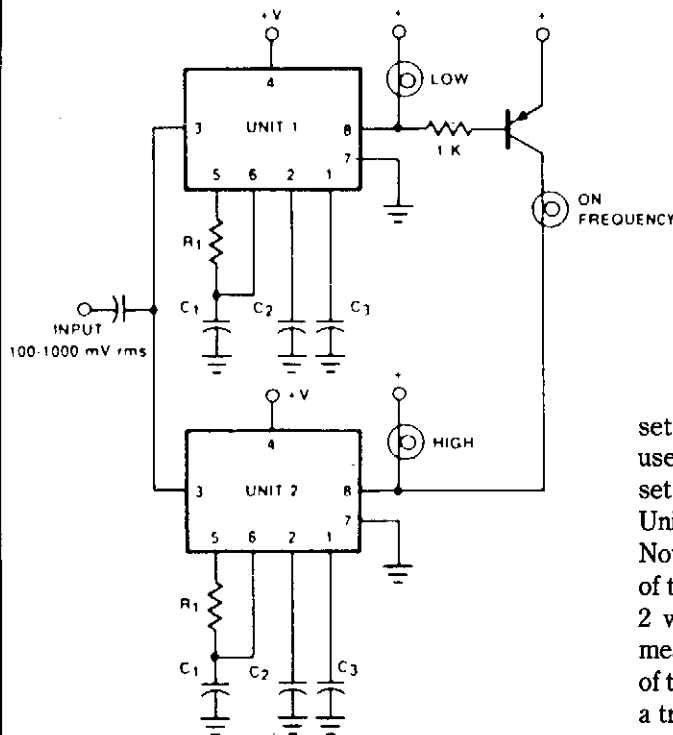 +V
+
+
4
LOW
3
UNIT 1
8
1 K
7
5
6
2
1
ON
FREQUENCY
R1
C1
C2
C3
INPUT
100-1000 mV rms
+V
+
4
HIGH
3
UNIT 2
8
7
5
6
2
1
R1
C1
C2
C3
set
use
set
Uni
Nov
of t
2 v
mea
of t
a tr